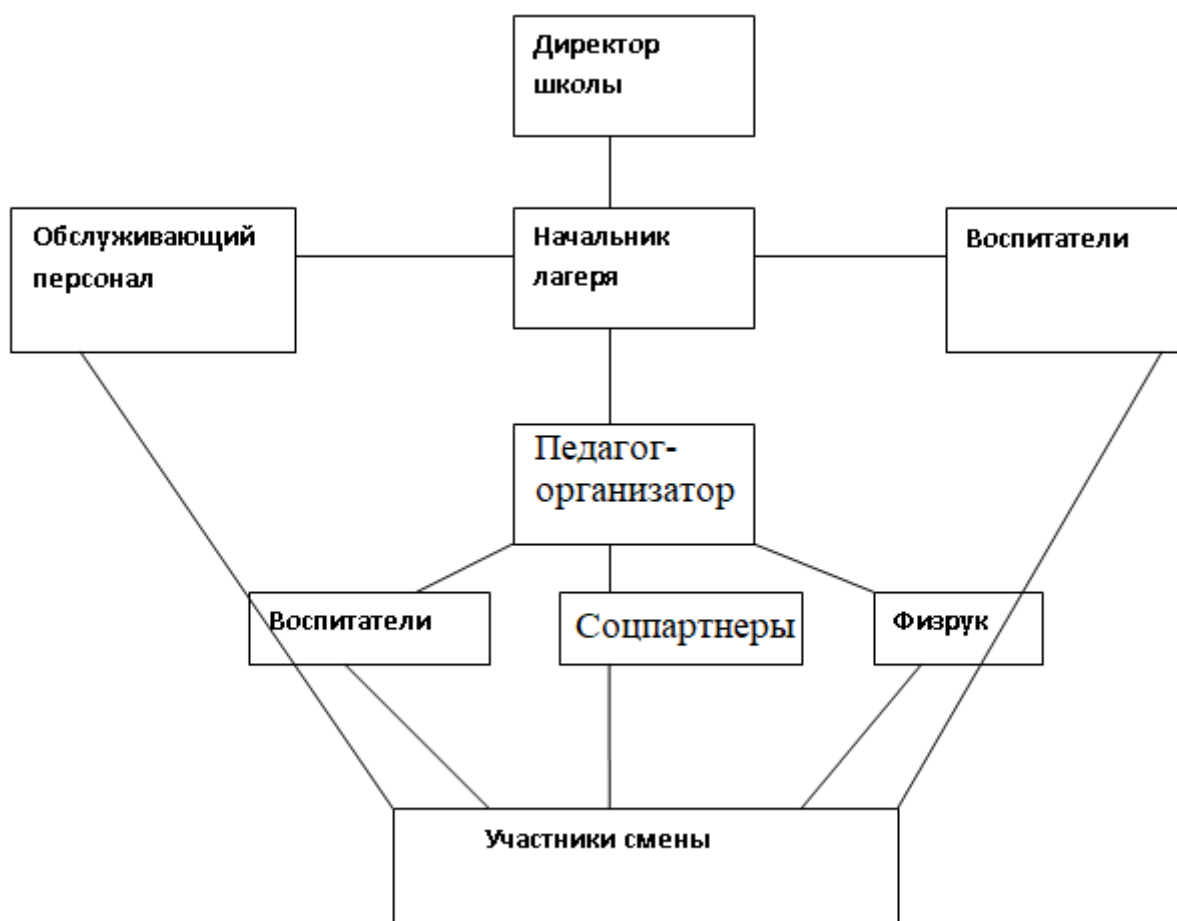 Директор
школы
Обслуживающий
персонал
Начальник
лагеря
Воспитатели
Педагог-
организатор
Воспитатели
Соцпартнеры
Физрук
Участники смены